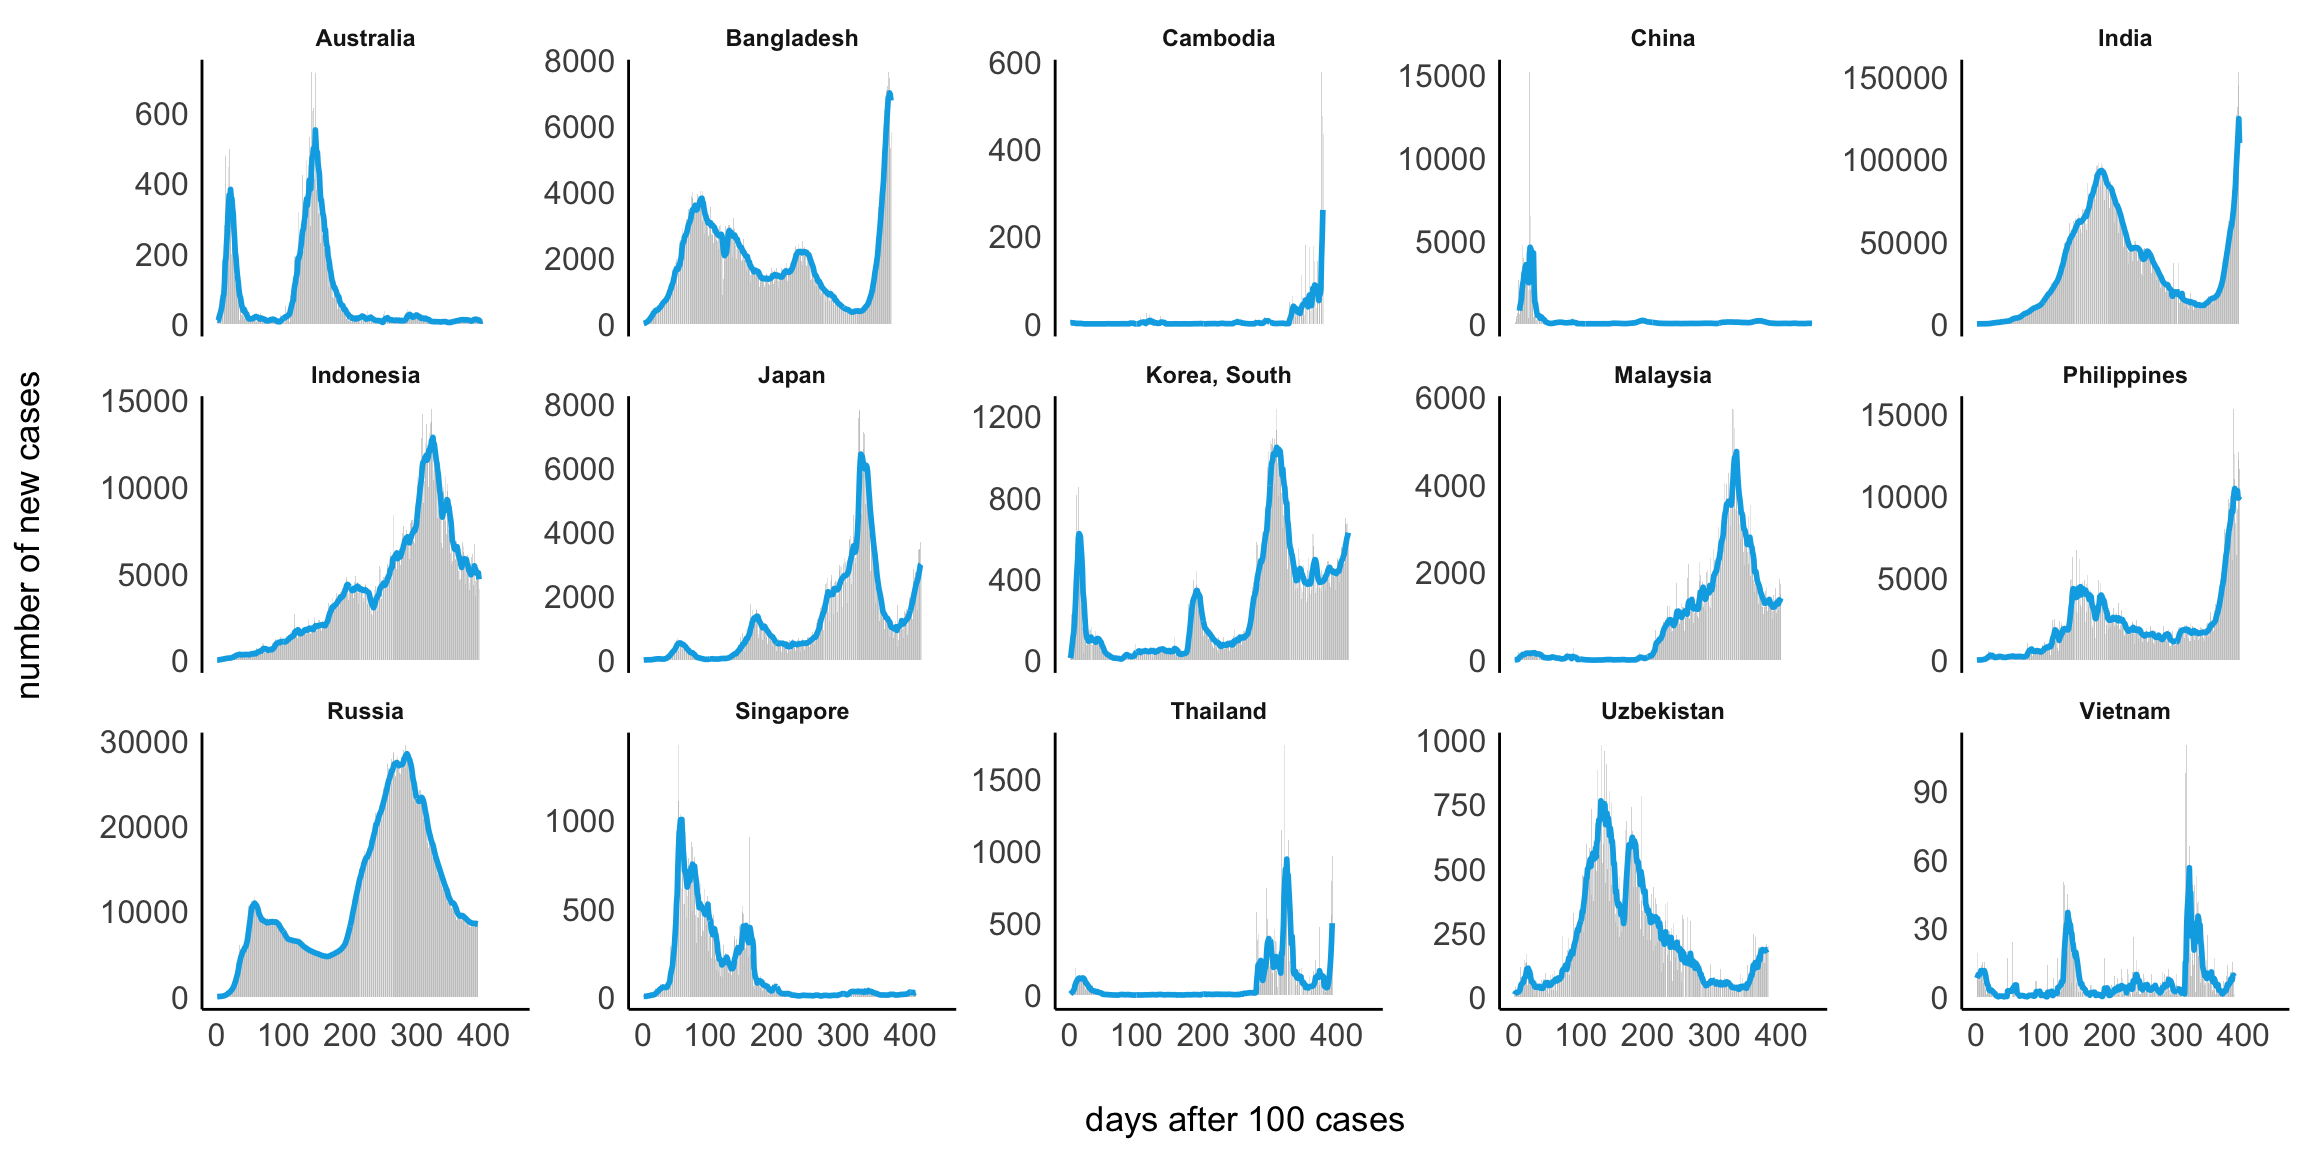 Australia Bangladesh Cambodia China India
600 400 200 0
8000 6000 4000 2000 0
600 400 200 0
15000 10000 5000 0
150000 100000 50000 0
Indonesia Japan Korea, South Malaysia Philippines
15000 10000 5000 0
8000 6000 4000 2000 0
1200 800 400 0
6000 4000 2000 0
15000 10000 5000 0
Russia Singapore Thailand Uzbekistan Vietnam
30000 20000 10000 0
1000 500 0
1500 1000 500 0
1000 750 500 250 0
90 60 30 0
0 100 200 300 400 0 100 200 300 400 0 100 200 300 400 0 100 200 300 400 0 100 200 300 400
number of new cases
days after 100 cases